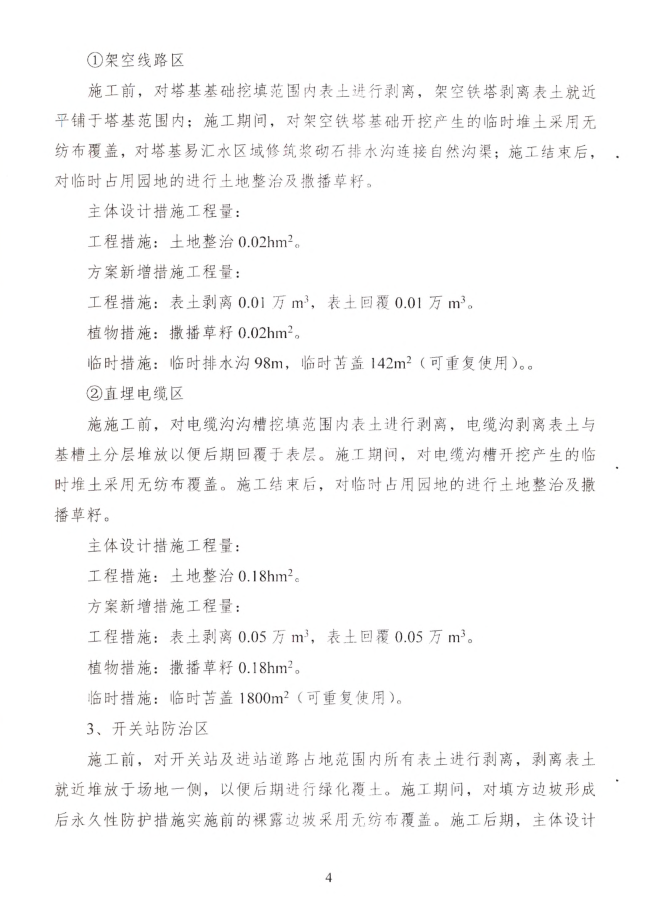 ①架空线路区
施工前，对塔基基础挖填范围内表土进行剥离，架空铁塔剥离表土就近
平铺于塔基范围内；施工期间，对架空铁塔基础开挖产生的临时堆土采用无
纺布覆盖，对塔基易汇水区域修筑浆砌石排水沟连接自然沟渠；施工结束后，
对临时占用园地的进行土地整治及撒播草籽。
主体设计措施工程量：
工程措施：土地整治 0.02hm²。
方案新增措施工程量：
工程措施：表土剥离 0.01 万 m³，表土回覆 0.01 万 m³。
植物措施：撒播草籽 0.02hm²。
临时措施：临时排水沟 98m，临时苫盖 142m²（可重复使用）。。
②直埋电缆区
施施工前，对电缆沟沟槽挖填范围内表土进行剥离，电缆沟剥离表土与
基槽土分层堆放以便后期回覆于表层。施工期间，对电缆沟槽开挖产生的临
时堆土采用无纺布覆盖。施工结束后，对临时占用园地的进行土地整治及撒
播草籽。
主体设计措施工程量：
工程措施：土地整治 0.18hm²。
方案新增措施工程量：
工程措施：表土剥离 0.05 万 m³，表土回覆 0.05 万 m³。
植物措施：撒播草籽 0.18hm²。
临时措施：临时苫盖 1800m²（可重复使用）。
3、开关站防治区
施工前，对开关站及进站道路占地范围内所有表土进行剥离，剥离表土
就近堆放于场地一侧，以便后期进行绿化覆土。施工期间，对填方边坡形成
后永久性防护措施实施前的裸露边坡采用无纺布覆盖。施工后期，主体设计
4